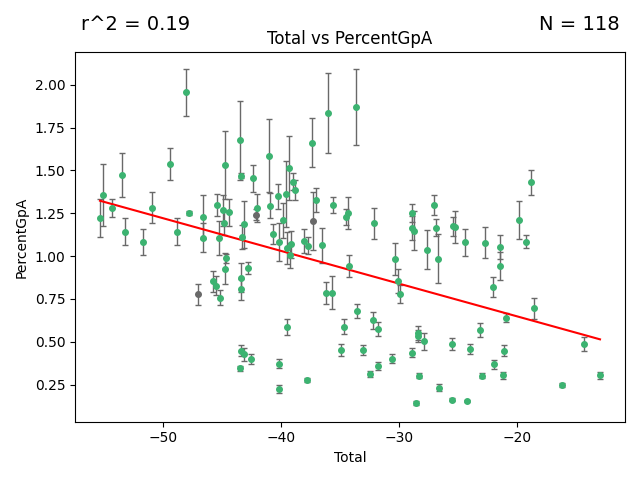 r^2 = 0.19
N = 118
Total vs PercentGpA
PercentGpA
2.00
1.75
1.50
1.25
1.00
0.75
0.50
0.25
−50
−40
−30
−20
Total